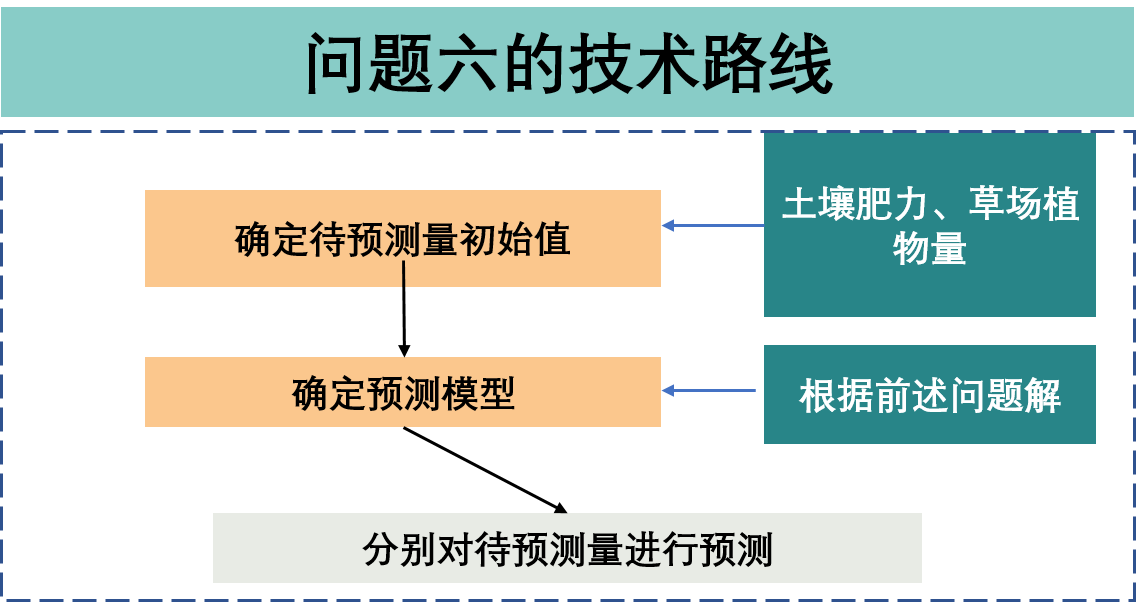 问题六的技术路线
确定待预测量初始值
土壤肥力、草场植
物量
确定预测模型
根据前述问题解
分别对待预测量进行预测